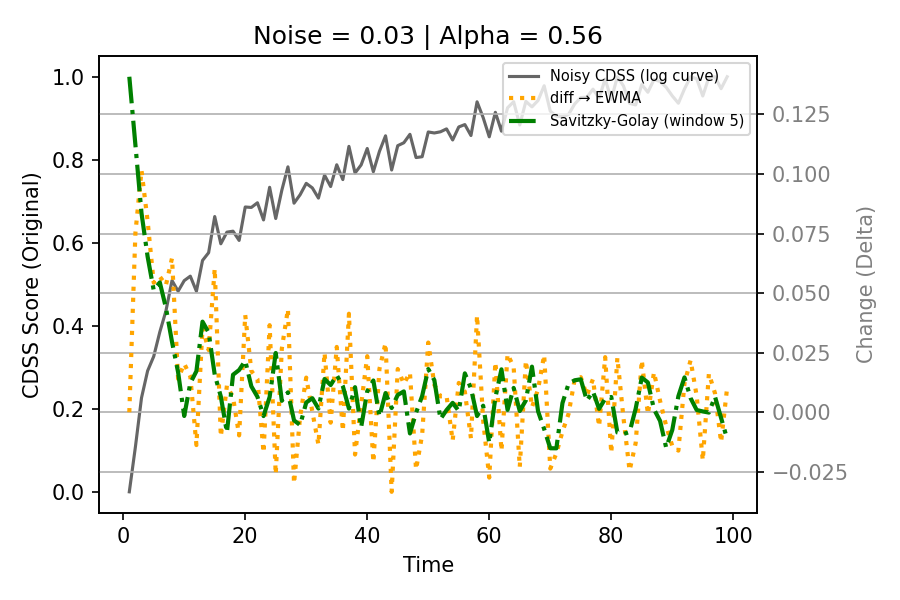 Noise = 0.03 | Alpha = 0.56
Noisy CDSS (log curve)
diff → EWMA
Savitzky-Golay (window 5)
CDSS Score (Original)
1.0
0.8
0.6
0.4
0.2
0.0
0.125
0.100
0.075
0.050
0.025
0.000
−0.025
Change (Delta)
0
20
40
60
80
100
Time